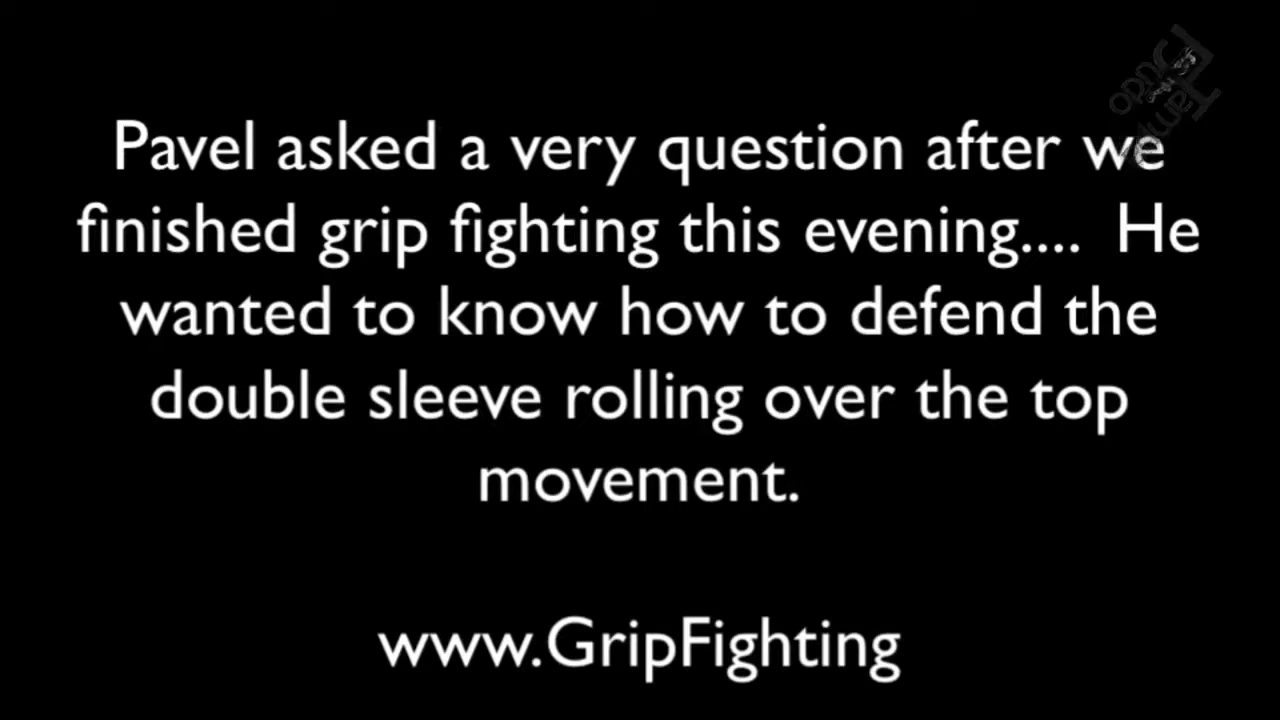 Pavel asked a very question after we
finished grip fighting this evening.... He
wanted to know how to defend the
double sleeve rolling over the top
movement.
www.GripFighting